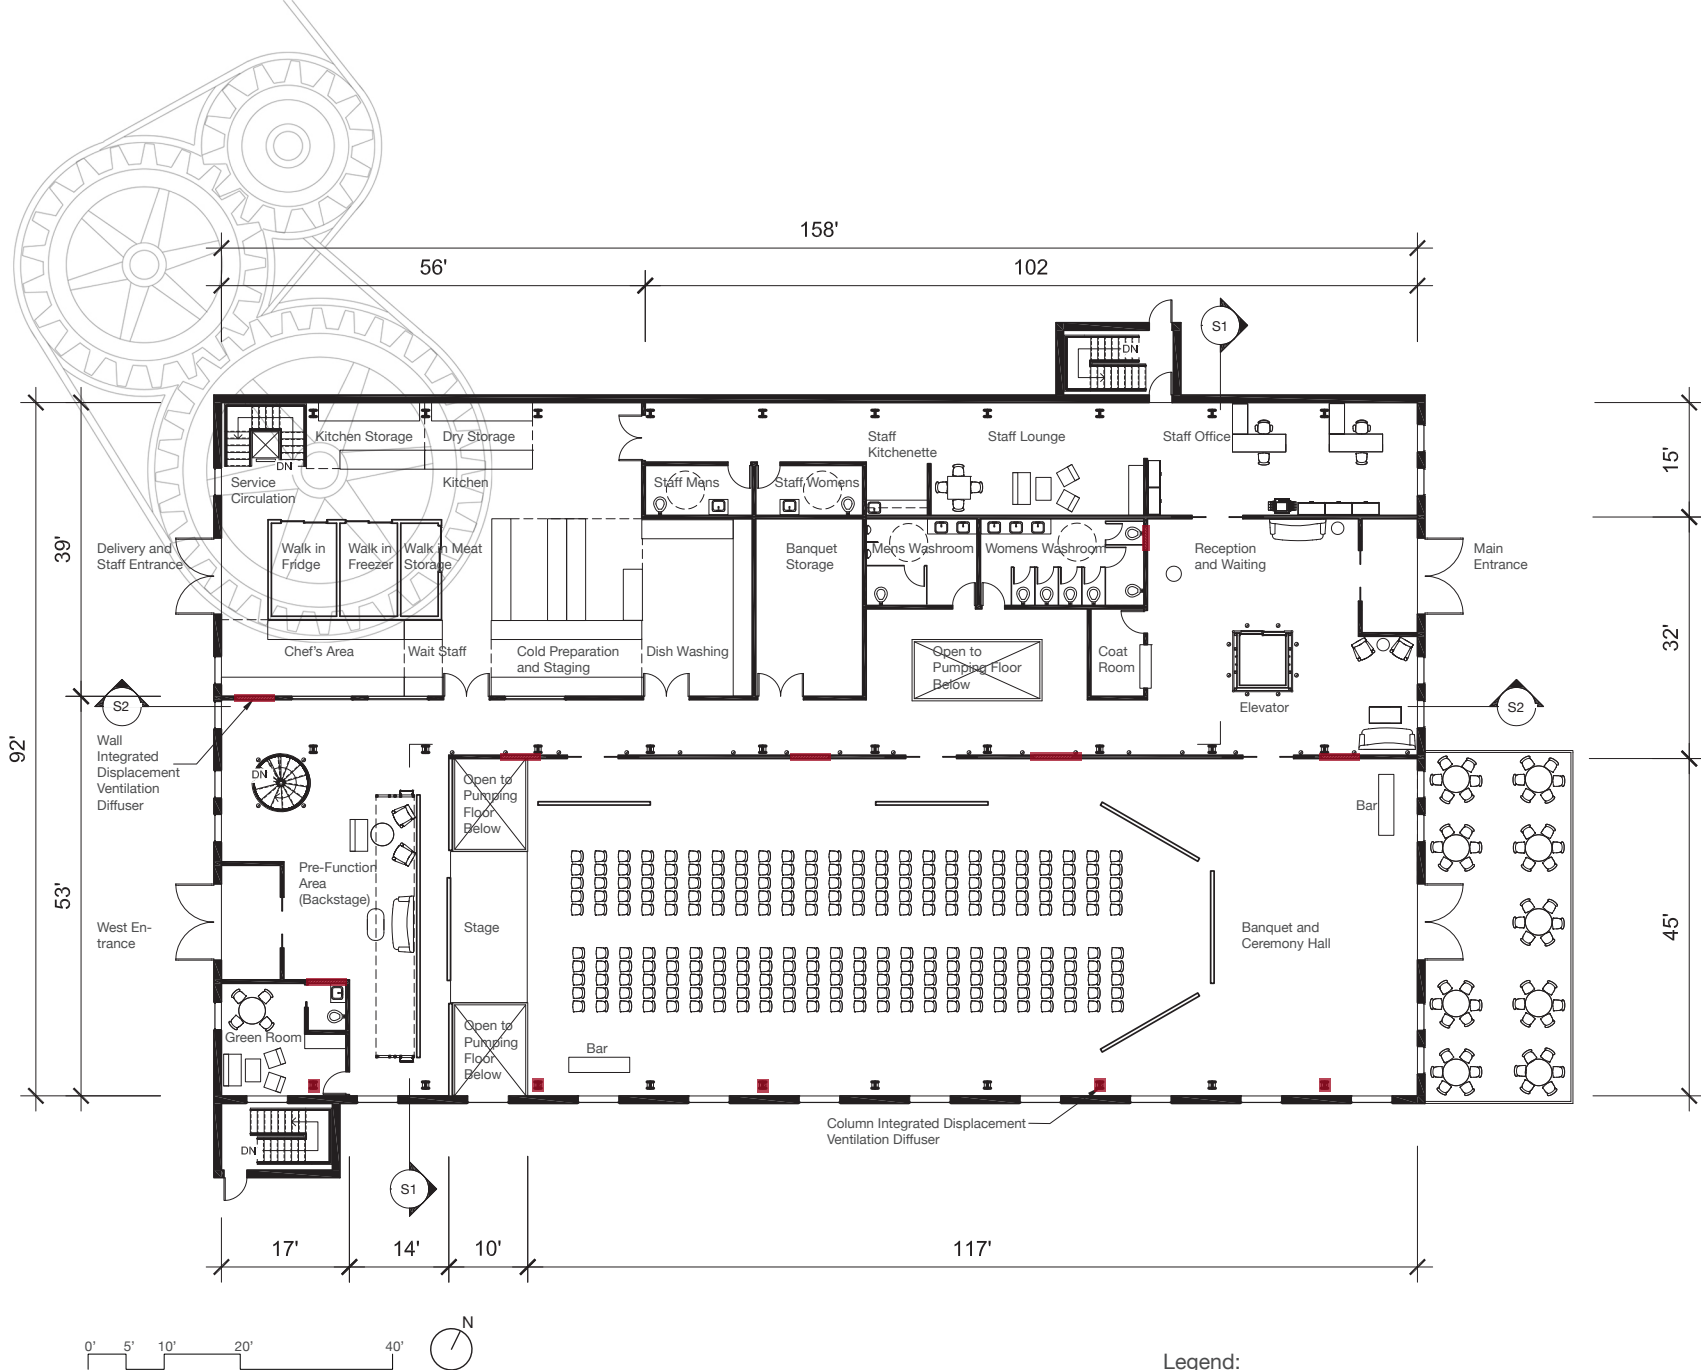 158'
56'
102
S1
DN
Kitchen Storage
Dry Storage
Staff
Kitchenette
Staff Lounge
Staff Office
15'
DN
Service
Circulation
Kitchen
Staff Mens
Staff Womens
39'
Delivery and
Staff Entrance
Walk in
Fridge
Walk in
Freezer
Walk in Meat
Storage
Banquet
Storage
Mens Washroom
Womens Washroom
Reception
and Waiting
Main
Entrance
32'
Chef's Area
Wait Staff
Cold Preparation
and Staging
Dish Washing
Open to
Pumping Floor
Below
Coat
Room
Elevator
S2
S2
92'
Wall
Integrated
Displacement
Ventilation
Diffuser
DN
Open to
Pumping
Floor
Below
Bar
Pre-Function
Area
(Backstage)
53'
West En-
trance
Stage
Banquet and
Ceremony Hall
45'
Green Room
Open to
Pumping
Floor
Below
Bar
Column Integrated Displacement
Ventilation Diffuser
DN
S1
17'
14'
10'
117'
N
0'
5'
10'
20'
40'
Legend: